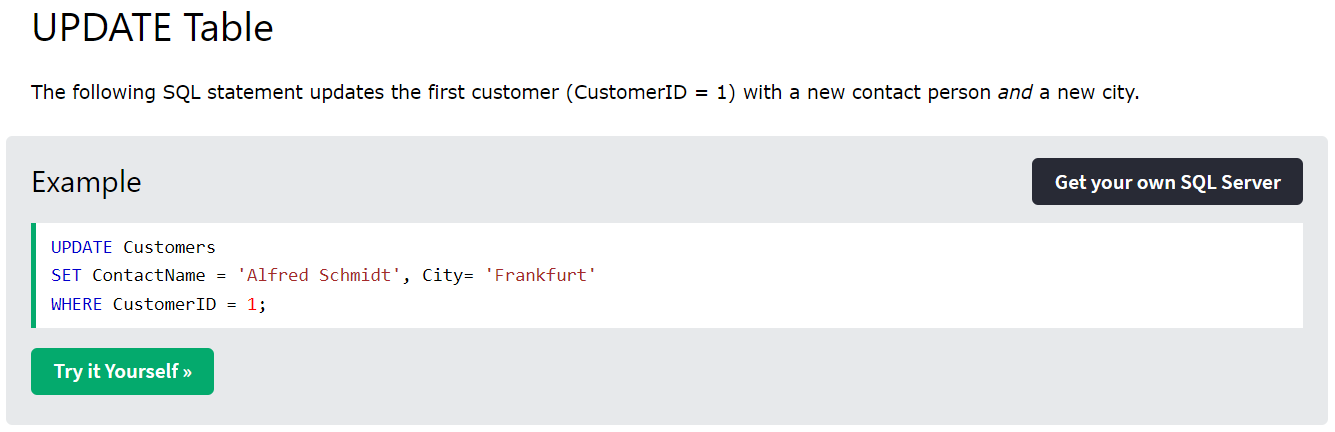 UPDATE Table
The following SQL statement updates the first customer (CustomerID = 1) with a new contact person and a new city.
Example
Get your own SQL Server
UPDATE Customers
SET ContactName = 'Alfred Schmidt', City= 'Frankfurt'
WHERE CustomerID = 1;
Try it Yourself »